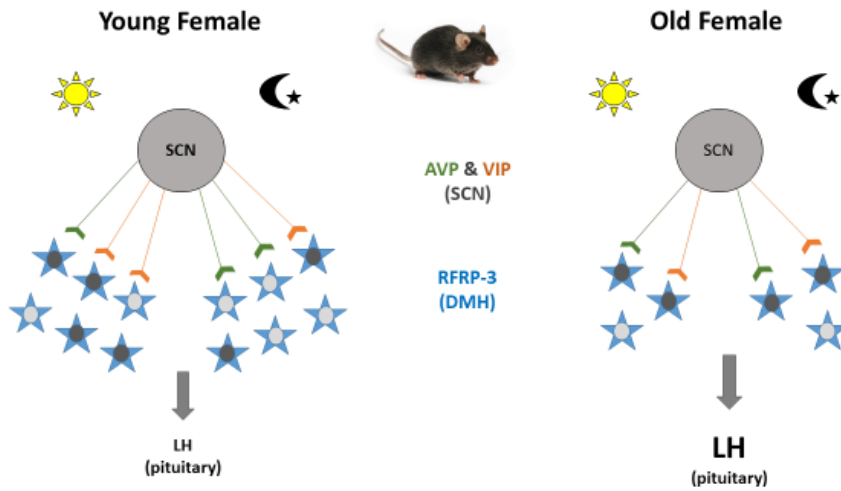 Young Female
Old Female
SCN
SCN
AVP & VIP
(SCN)
RFRP-3
(DMH)
LH
(pituitary)
LH
(pituitary)